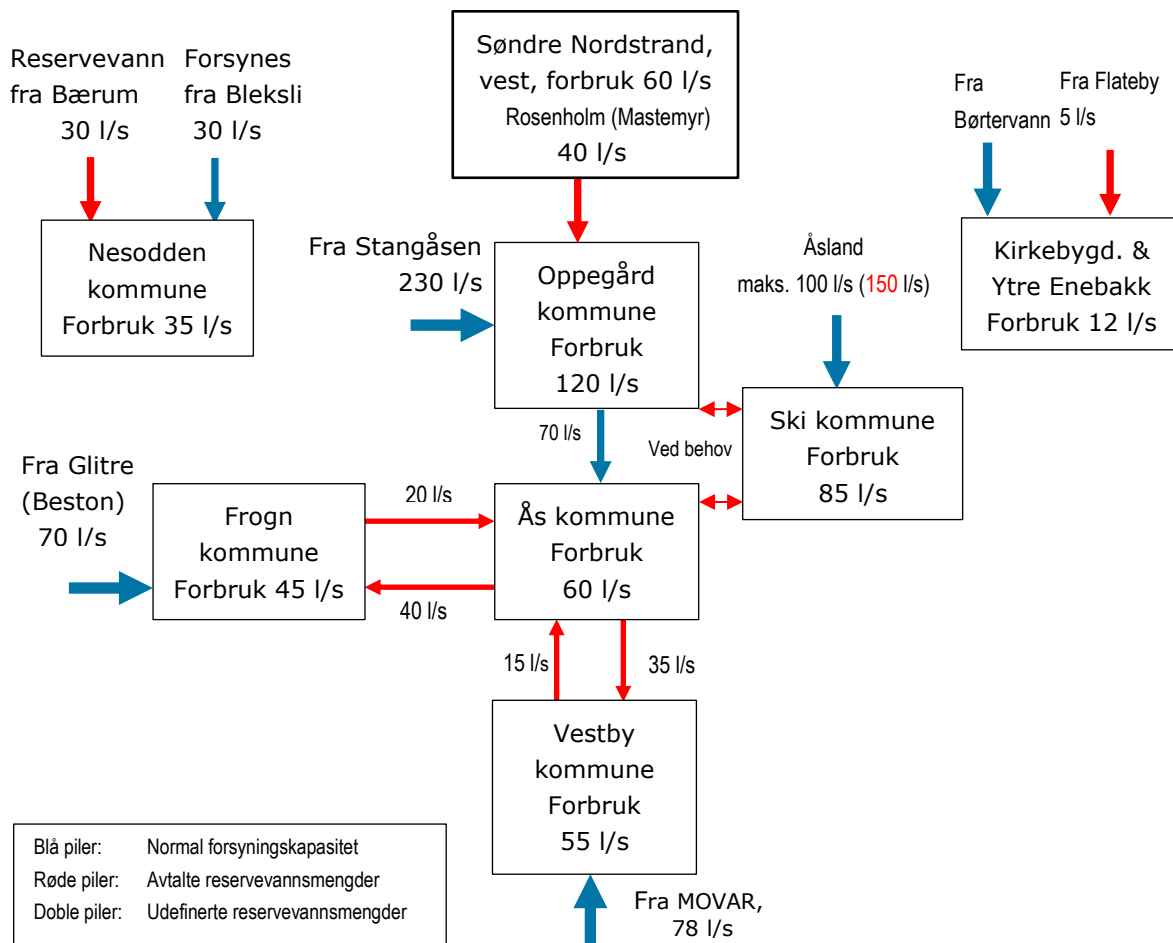 Reservevann
fra Bærum
30 l/s
Forsynes
fra Bleksli
30 l/s
Søndre Nordstrand,
vest, forbruk 60 l/s
Rosenholm (Mastemyr)
40 l/s
Fra
Børtervann
Fra Flateby
5 l/s
Nesodden
kommune
Forbruk 35 l/s
Fra Stangåsen
230 l/s
Oppegård
kommune
Forbruk
120 l/s
Åsland
maks. 100 l/s (150 l/s)
Kirkebygd. &
Ytre Enebakk
Forbruk 12 l/s
70 l/s
Ved behov
Ski kommune
Forbruk
85 l/s
Fra Glitre
(Beston)
70 l/s
Frogn
kommune
Forbruk 45 l/s
20 l/s
40 l/s
Ås kommune
Forbruk
60 l/s
15 l/s
35 l/s
Vestby
kommune
Forbruk
55 l/s
Fra MOVAR,
78 l/s
Blå piler: Normal forsyningskapasitet
Røde piler: Avtalte reservevannsmengder
Doble piler: Udefinerte reservevannsmengder